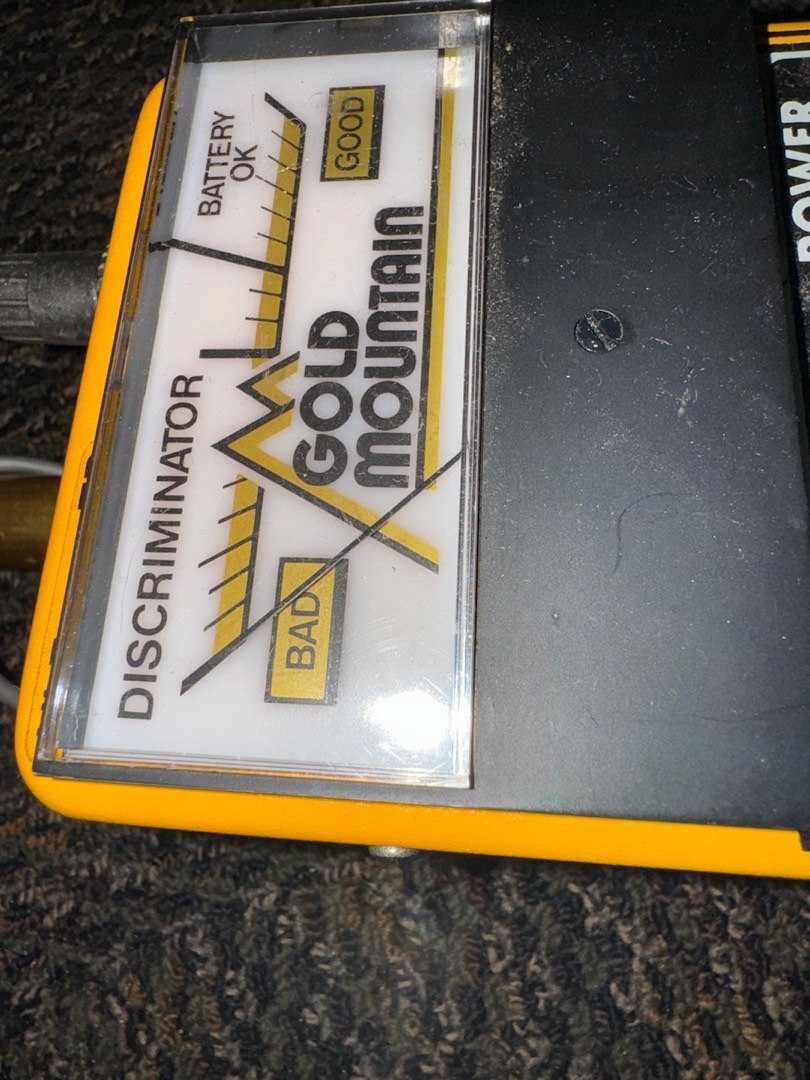 DISCRIMINATOR
BATTERY
OK
BAD
GOOD
GOLD
MOUNTAIN
POWER